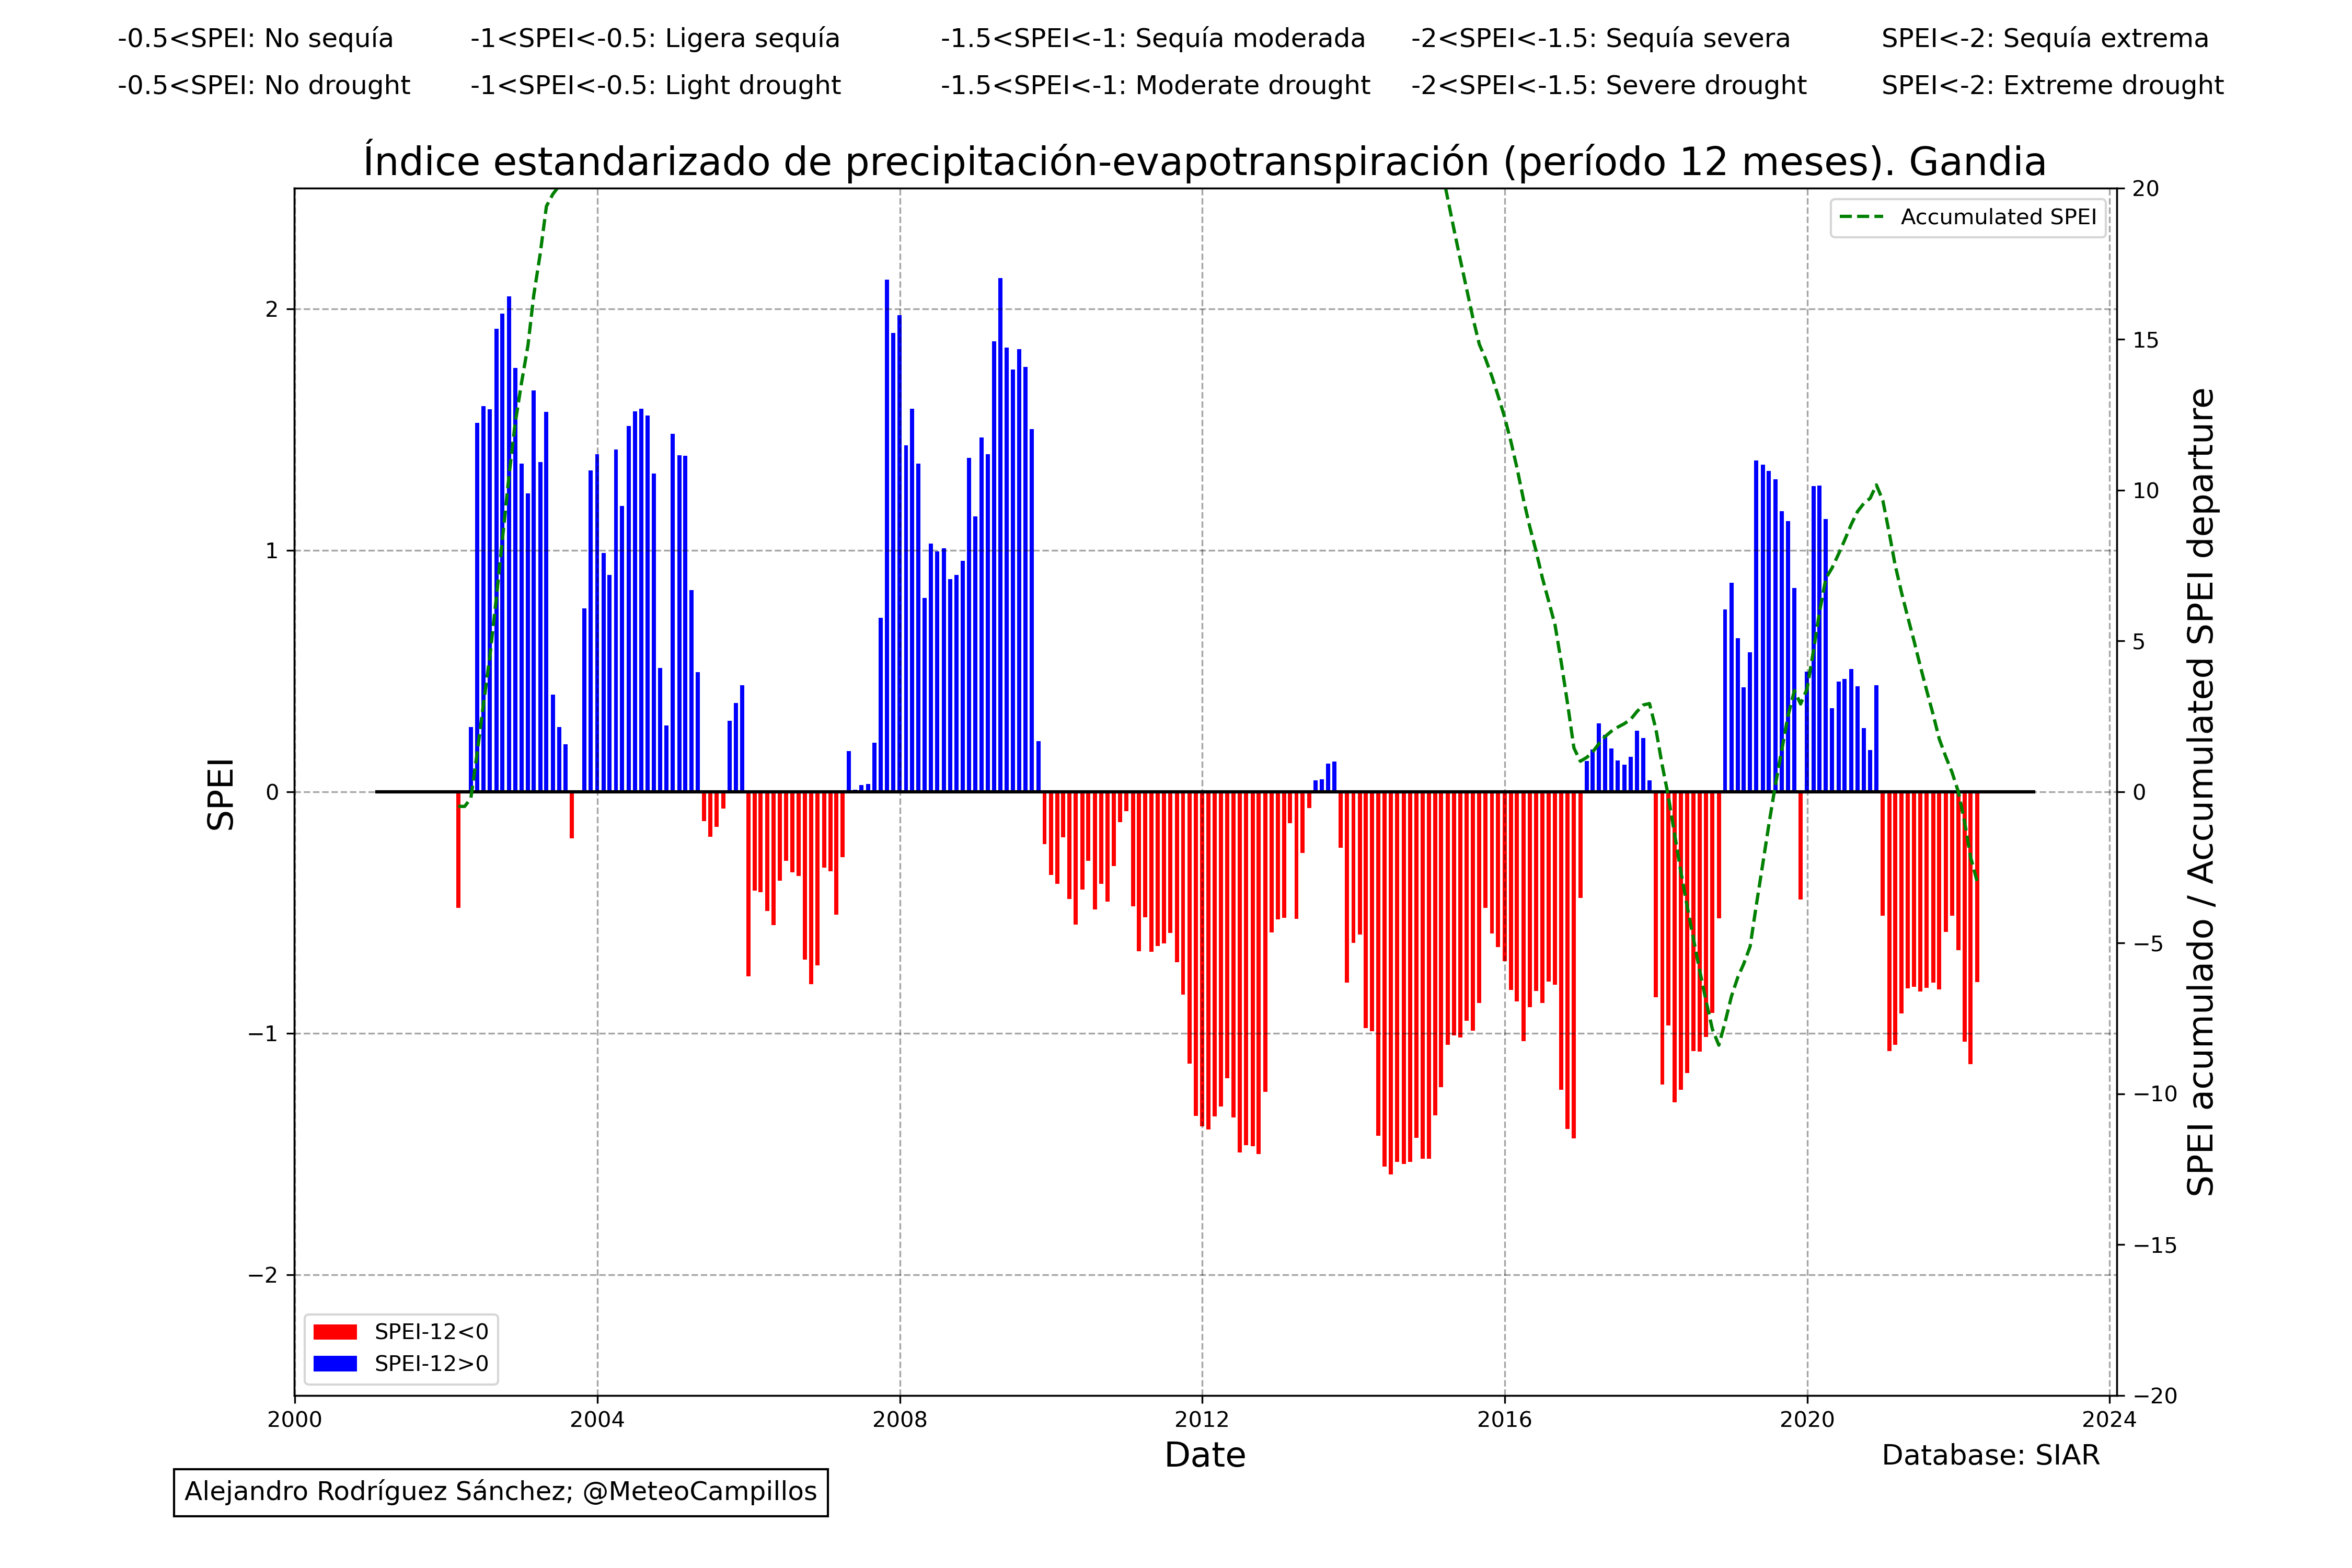 -0.5<SPEI: No sequía
-1<SPEI<-0.5: Ligera sequía
-1.5<SPEI<-1: Sequía moderada
-2<SPEI<-1.5: Sequía severa
SPEI<-2: Sequía extrema
-0.5<SPEI: No drought
-1<SPEI<-0.5: Light drought
-1.5<SPEI<-1: Moderate drought
-2<SPEI<-1.5: Severe drought
SPEI<-2: Extreme drought
Índice estandarizado de precipitación-evapotranspiración (período 12 meses). Gandia
Accumulated SPEI
SPEI
2
1
0
−1
−2
20
15
10
5
0
−5
−10
−15
−20
SPEI acumulado / Accumulated SPEI departure
SPEI-12<0
SPEI-12>0
2000
2004
2008
2012
2016
2020
2024
Date
Database: SIAR
Alejandro Rodríguez Sánchez; @MeteoCampillos